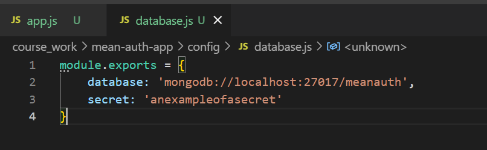 JS app.js U JS database.js U ×
course_work > mean-auth-app > config > JS database.js > <unknown>
1 module.exports = {
2 database: 'mongodb://localhost:27017/meanauth',
3 secret: 'anexampleofasecret'
4 }